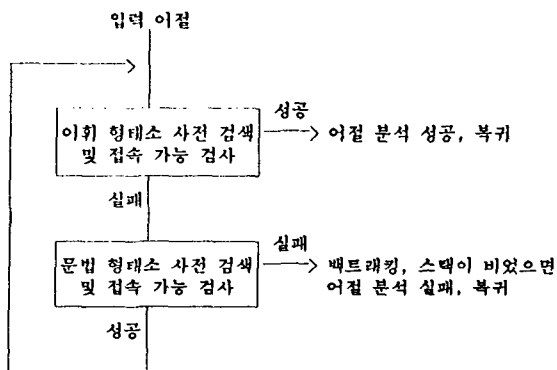 입력 어절
성공
어휘 형태소 사전 검색
및 접속 가능 검사
어절 분석 성공, 복귀
실패
실패
문법 형태소 사전 검색
및 접속 가능 검사
백트래킹, 스택이 비었으면
어절 분석 실패, 복귀
성공